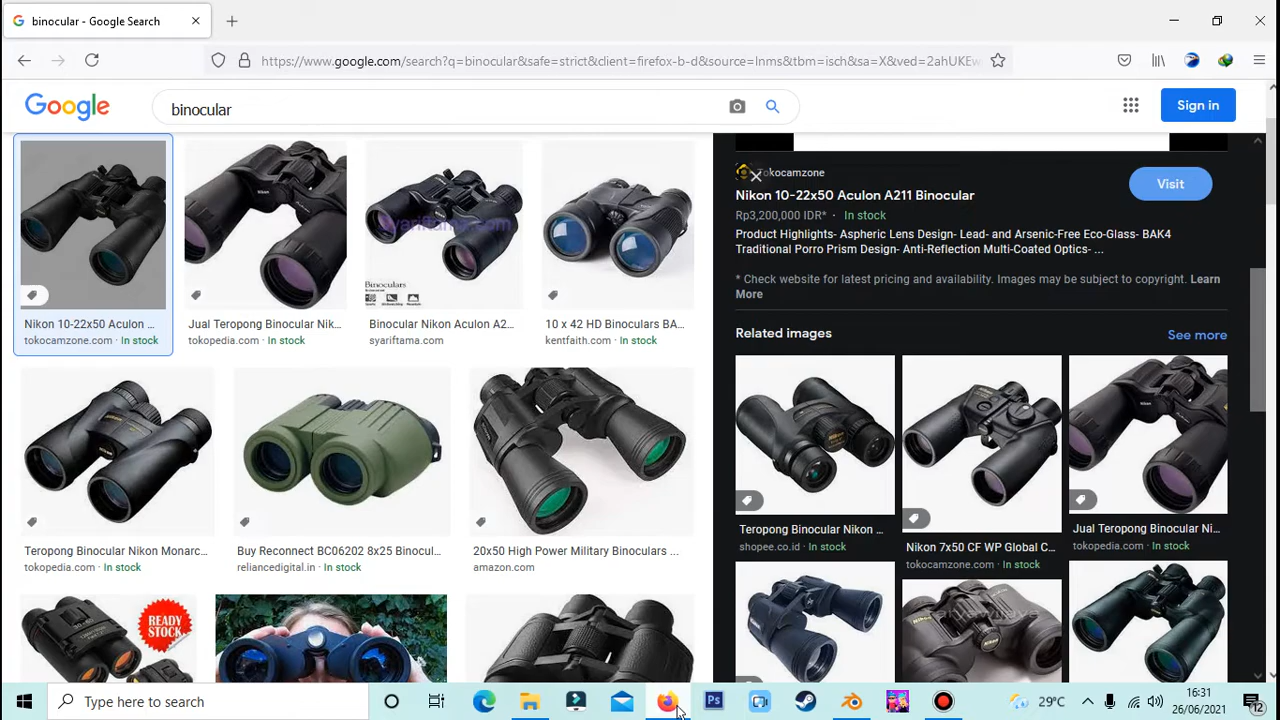 binocular - Google Search
https://www.google.com/search?q=binocular&safe=strict&client=firefox-b-d&source=lnms&tbm=isch&sa=X&ved=2ahUKEw
Google
binocular
Sign in
Nikon 10-22x50 Aculon ...
tokocamzone.com · In stock
Jual Teropong Binocular Nik...
tokopedia.com · In stock
syariftama.com
Binoculars
Binocular Nikon Aculon A2...
syariftama.com
10 x 42 HD Binoculars BA...
kentfaith.com · In stock
Teropong Binocular Nikon Monarc...
tokopedia.com · In stock
Buy Reconnect BC06202 8x25 Binocul...
reliancedigital.in · In stock
20x50 High Power Military Binoculars ...
amazon.com
READY
STOCK
Tokocamzone
Nikon 10-22x50 Aculon A211 Binocular
Visit
Rp3,200,000 IDR* · In stock
Product Highlights- Aspheric Lens Design- Lead- and Arsenic-Free Eco-Glass- BAK4
Traditional Porro Prism Design- Anti-Reflection Multi-Coated Optics- ...
* Check website for latest pricing and availability. Images may be subject to copyright. Learn
More
Related images
See more
Teropong Binocular Nikon ...
shopee.co.id · In stock
Nikon 7x50 CF WP Global C...
tokocamzone.com · In stock
Jual Teropong Binocular Ni...
tokopedia.com · In stock
Type here to search
Ps
29°C
16:31
26/06/2021
12